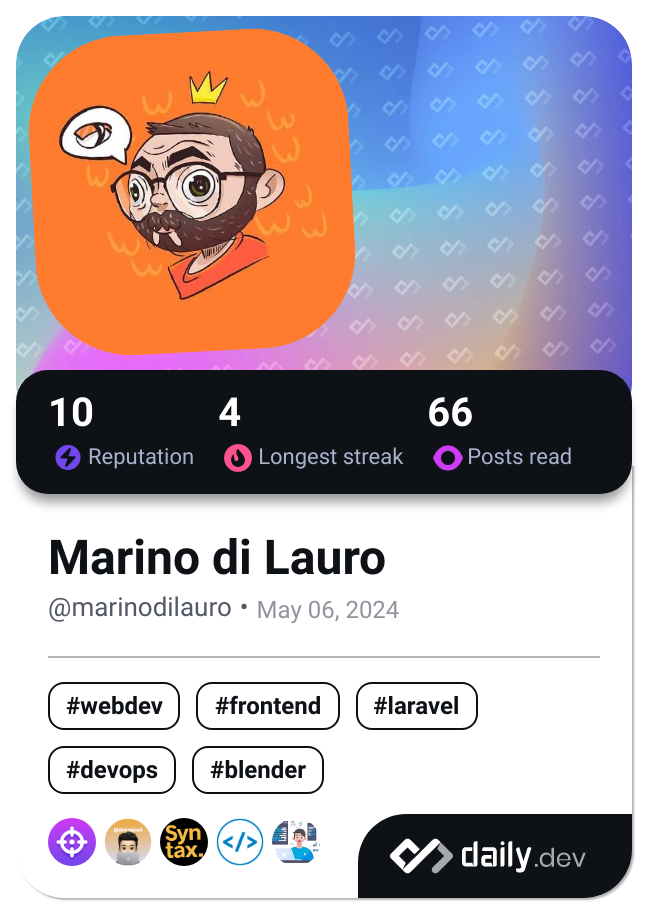 10 4 66
Reputation Longest streak Posts read
Marino di Lauro
@marinodilauro • May 06, 2024
#webdev #frontend #laravel
#devops #blender
Syn
tax.
</>
daily.dev